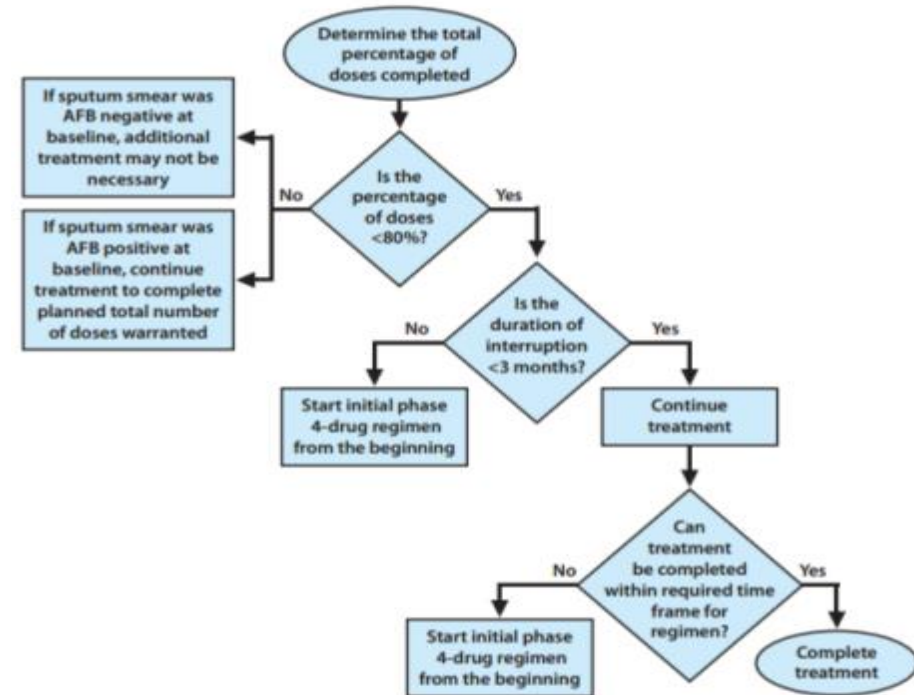 Determine the total
percentage of
doses completed
If sputum smear was
AFB negative at
baseline, additional
treatment may not be
necessary
If sputum smear was
AFB positive at
baseline, continue
treatment to complete
planned total number
of doses warranted
No
Is the
percentage
of doses
<80%?
Yes
No
Is the
duration of
interruption
<3 months?
Yes
Start initial phase
4-drug regimen
from the beginning
Continue
treatment
No
Can
treatment
be completed
within required time
frame for
regimen?
Yes
Start initial phase
4-drug regimen
from the beginning
Complete
treatment